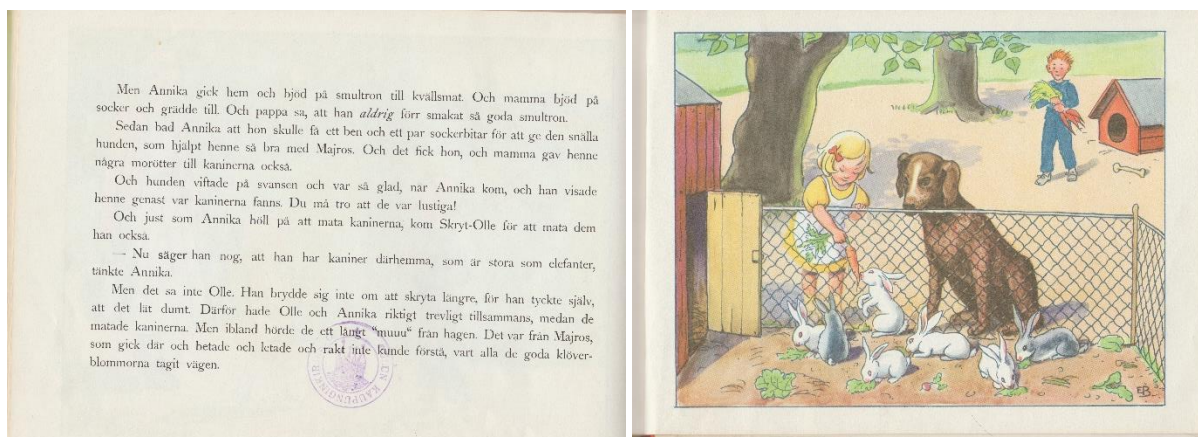 Men Annika gick hem och bjöd på smultron till kvällsmat. Och mamma bjöd på
socker och grädde till. Och pappa sa, att han aldrig förr smakat så goda smultron.
Sedan bad Annika att hon skulle få ett ben och ett par sockerbitar för att ge den snälla
hunden, som hjälpt henne så bra med Majros. Och det fick hon, och mamma gav henne
några morötter till kaninerna också.
Och hunden viftade på svansen och var så glad, när Annika kom, och han visade
henne genast var kaninerna fanns. Du må tro att de var lustiga!
Och just som Annika höll på att mata kaninerna, kom Skryt-Olle för att mata dem
han också.
— Nu säger han nog, att han har kaniner därhemma, som är stora som elefanter,
tänkte Annika.
Men det sa inte Olle. Han brydde sig inte om att skryta längre, för han tyckte själv,
att det lät dumt. Därför hade Olle och Annika riktigt trevligt tillsammans, medan de
matade kaninerna. Men ibland hörde de ett långt "muuu" från hagen. Det var från Majros,
som gick där och betade och letade och rakt inte kunde förstå, vart alla de goda klöver-
blommorna tagit vägen.
EB